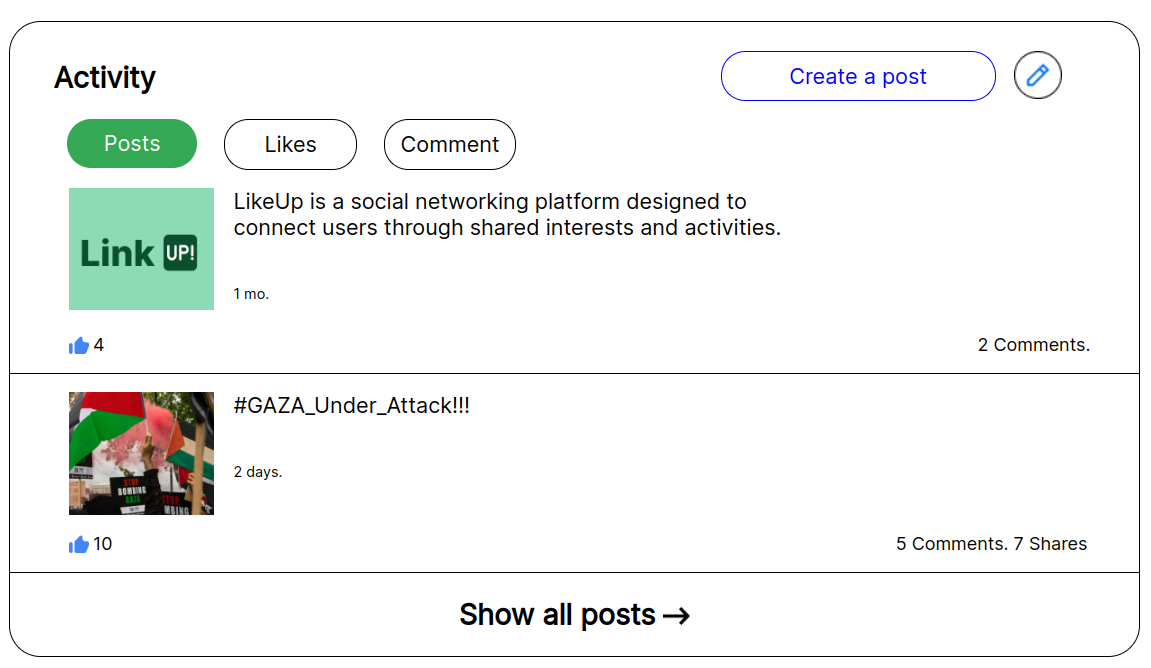 Activity
Create a post
Posts
Likes
Comment
Link UP!
LikeUp is a social networking platform designed to
connect users through shared interests and activities.
1 mo.
4
2 Comments.
#GAZA_Under_Attack!!!
2 days.
STOP
BOMBING
GAZA
STOP
BOMBING
10
5 Comments. 7 Shares
Show all posts →